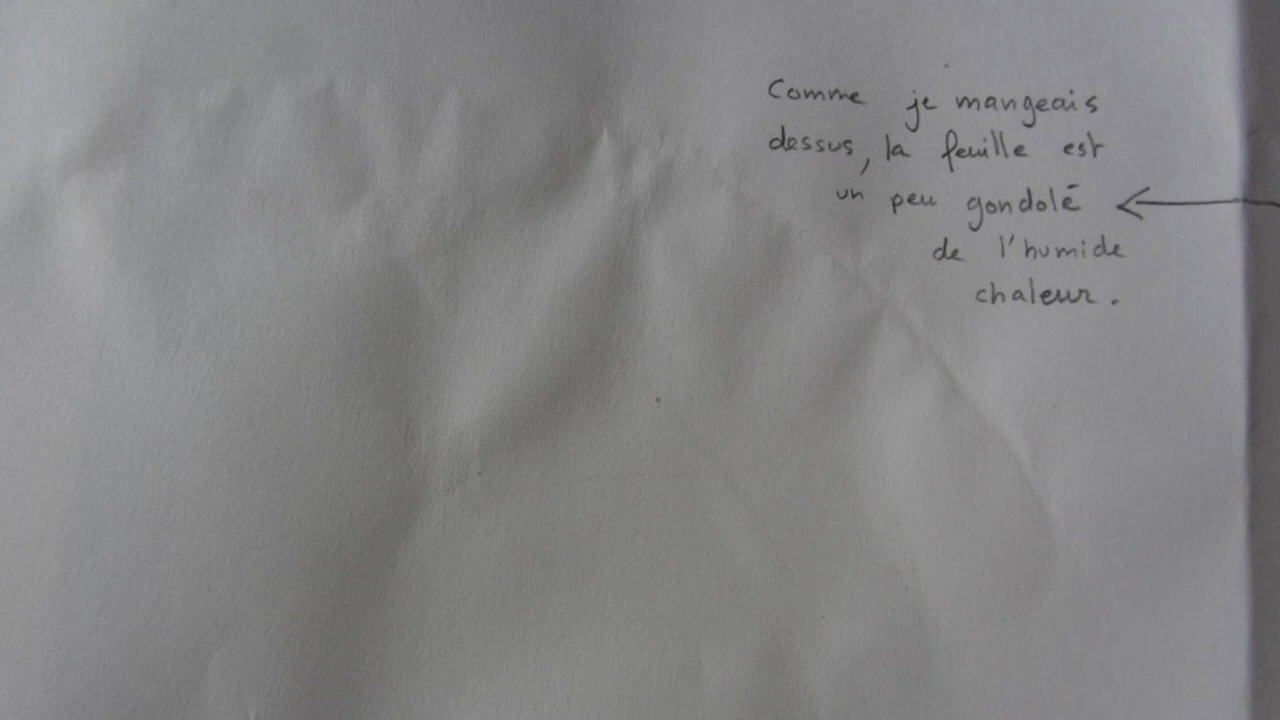 Comme je mangeais
dessus, la feuille est
un peu gondolé
de l'humide
chaleur.